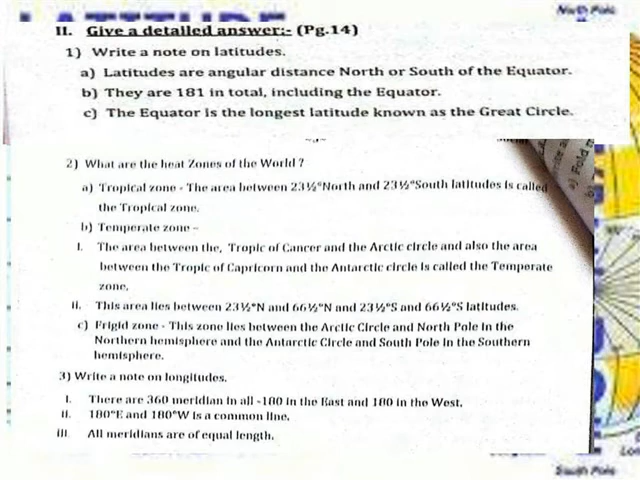 North Pole
II. Give a detailed answer:- (Pg.14)
1) Write a note on latitudes.
a) Latitudes are angular distance North or South of the Equator.
b) They are 181 in total, including the Equator.
c) The Equator is the longest latitude known as the Great Circle.
2) What are the heat Zones of the World ?
a) Tropical zone - The area between 23½°North and 23½°South latitudes is called
the Tropical zone.
b) Temperate zone –
i. The area between the, Tropic of Cancer and the Arctic circle and also the area
between the Tropic of Capricorn and the Antarctic circle is called the Temperate
zone.
ii. This area lies between 23½°N and 66½°N and 23½°S and 66½°S latitudes.
c) Frigid zone - This zone lies between the Arctic Circle and North Pole in the
Northern hemisphere and the Antarctic Circle and South Pole in the Southern
hemisphere.
3) Write a note on longitudes.
i. There are 360 meridian in all -180 in the East and 180 in the West.
ii. 180°E and 180°W is a common line.
iii All meridians are of equal length.
South Pole